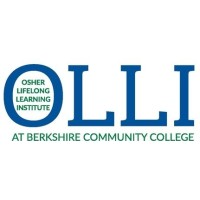 OSHER
LIFELONG
LEARNING
INSTITUTE
OLLI
AT BERKSHIRE COMMUNITY COLLEGE